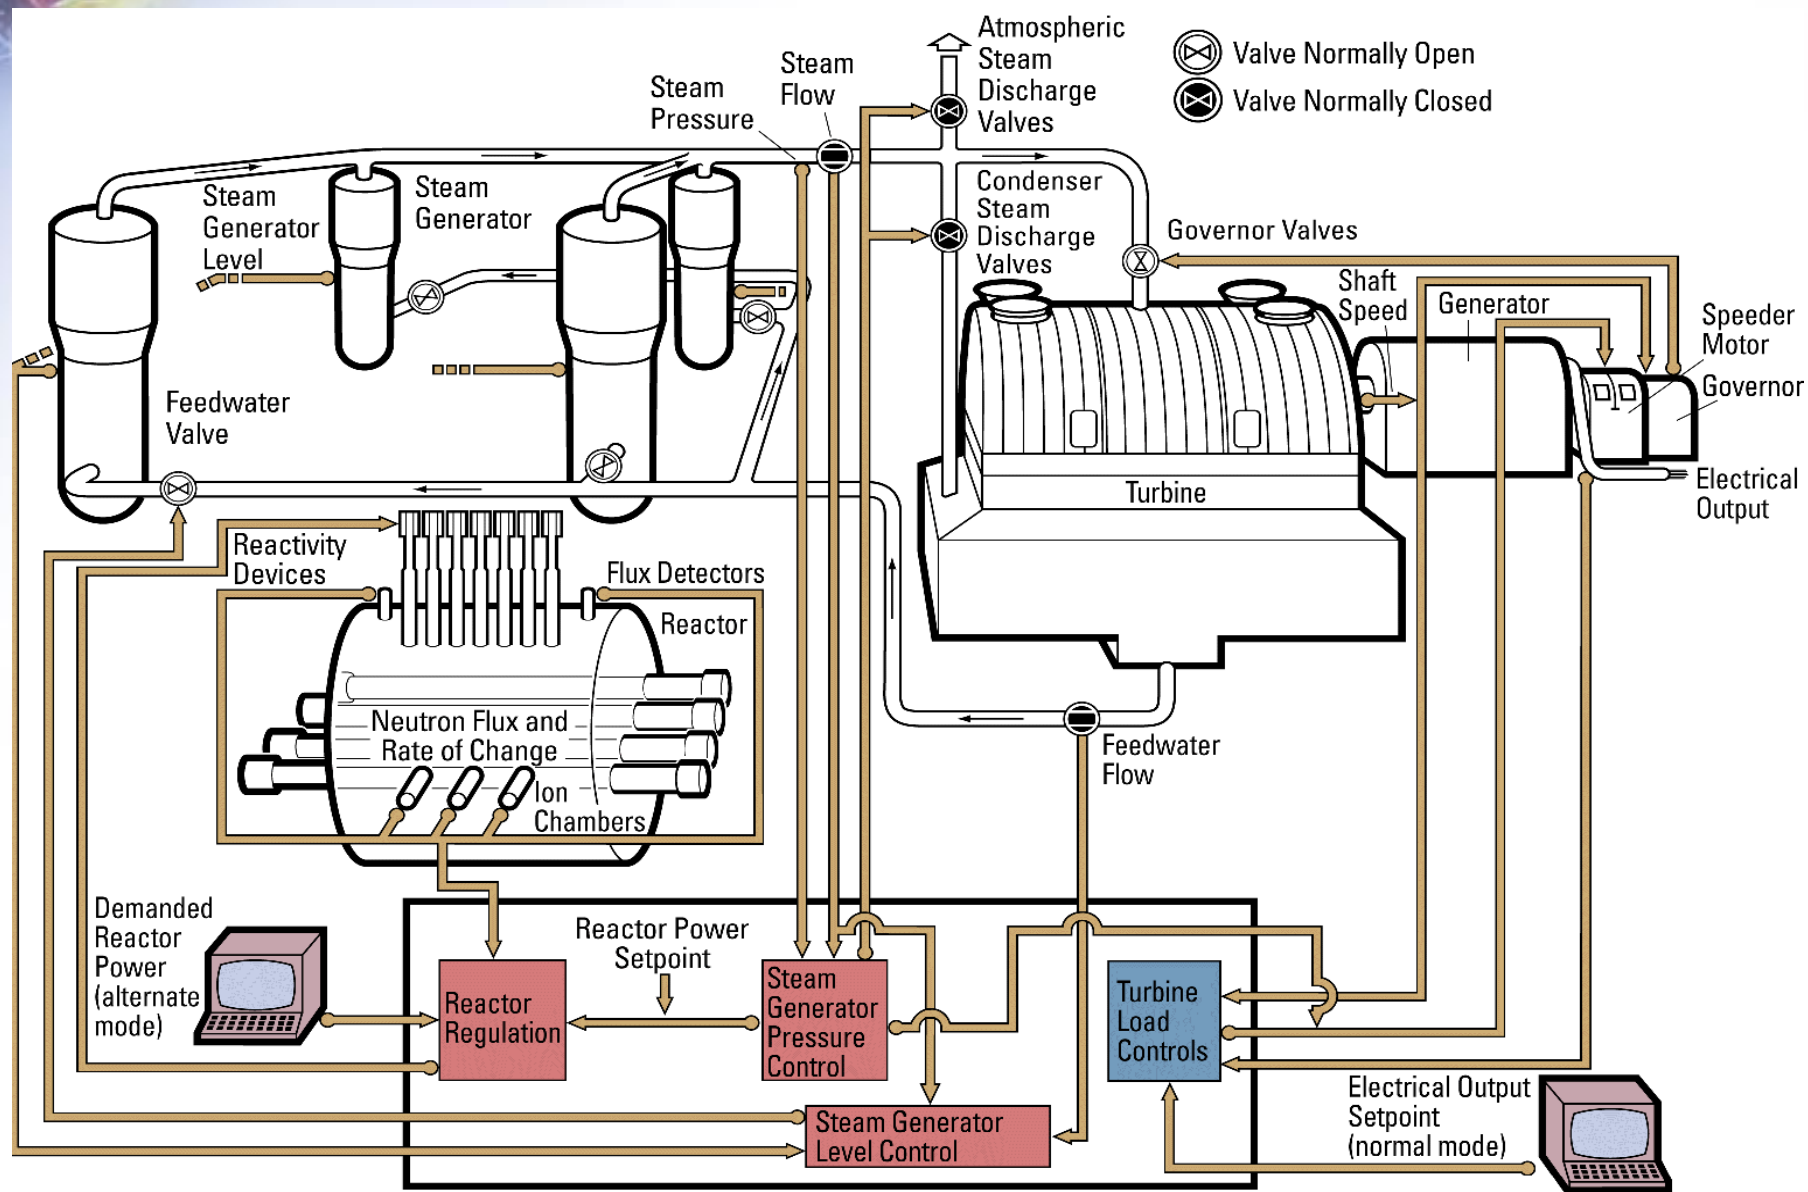 Atmospheric
Steam
Discharge
Valves
Valve Normally Open
Valve Normally Closed
Steam
Flow
Steam
Pressure
Steam
Generator
Level
Steam
Generator
Condenser
Steam
Discharge
Valves
Governor Valves
Shaft
Speed
Generator
Speeder
Motor
Governor
Feedwater
Valve
Turbine
Electrical
Output
Reactivity
Devices
Flux Detectors
Reactor
Neutron Flux and
Rate of Change
Ion
Chambers
Feedwater
Flow
Demanded
Reactor
Power
(alternate
mode)
Reactor Power
Setpoint
Reactor
Regulation
Steam
Generator
Pressure
Control
Turbine
Load
Controls
Steam Generator
Level Control
Electrical Output
Setpoint
(normal mode)